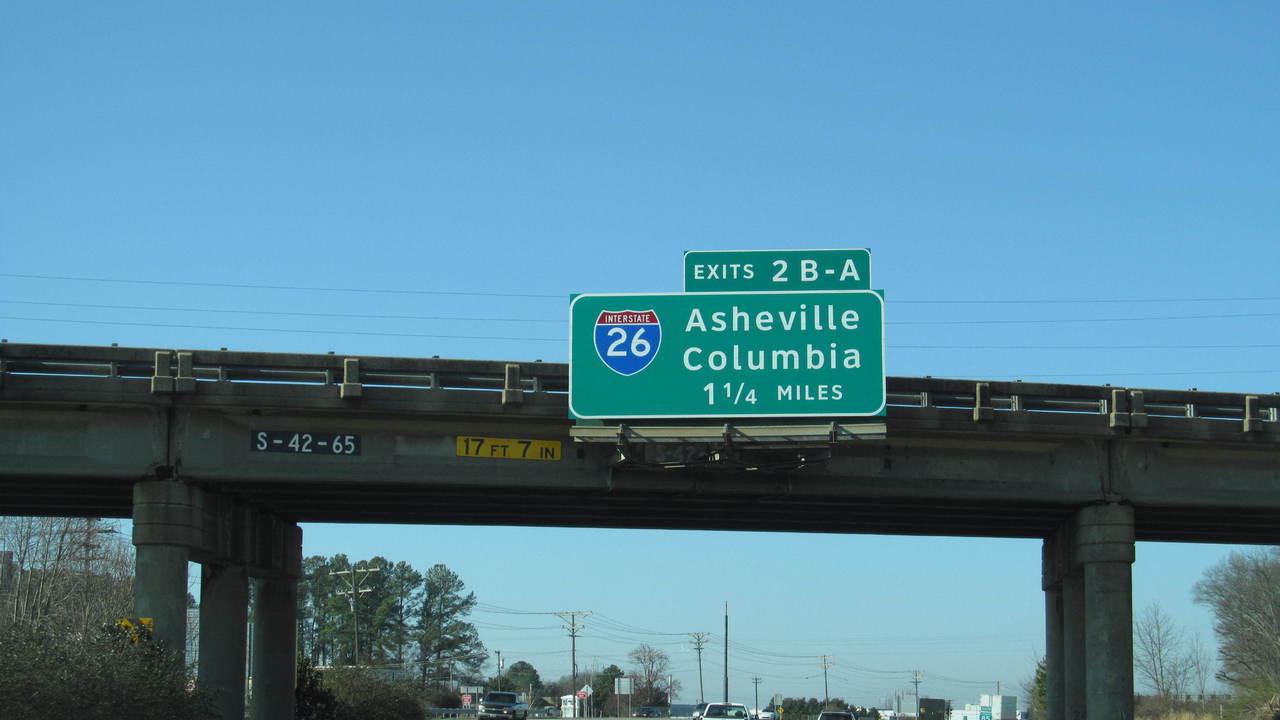 EXITS 2 B-A
INTERSTATE
26
Asheville
Columbia
1 1/4 MILES
S-42-65
17 FT 7 IN